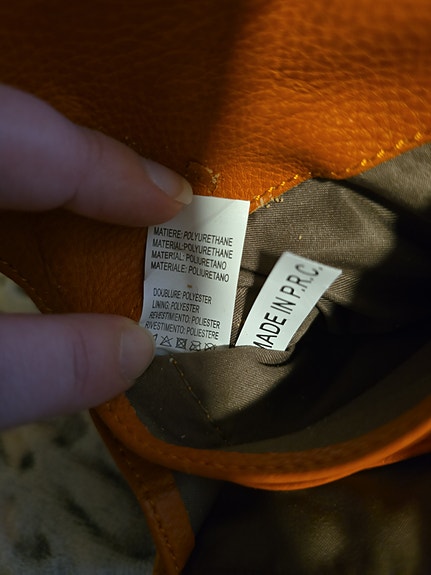 MATIERE: POLYURETHANE
MATERIAL:POLYURETHANE
MATERIAL: POLIURETANO
MATERIALE: POLIURETANO
DOUBLURE: POLYESTER
LINING: POLYESTER
REVESTIMIENTO: POLIESTER
RIVESTIMENTO: POLIESTERE
MADE IN P.R.C.